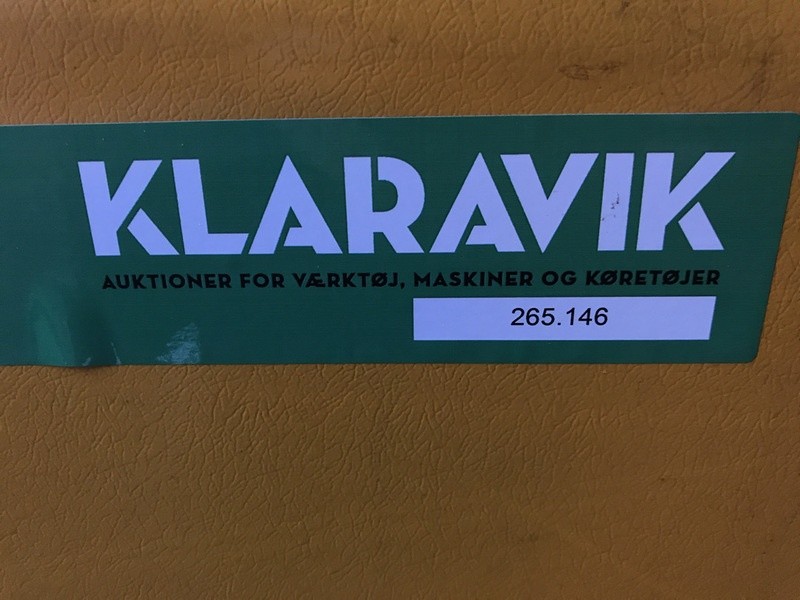 KLARAVIK
AUKTIONER FOR VÆRKTØJ, MASKINER OG KØRETØJER
265.146